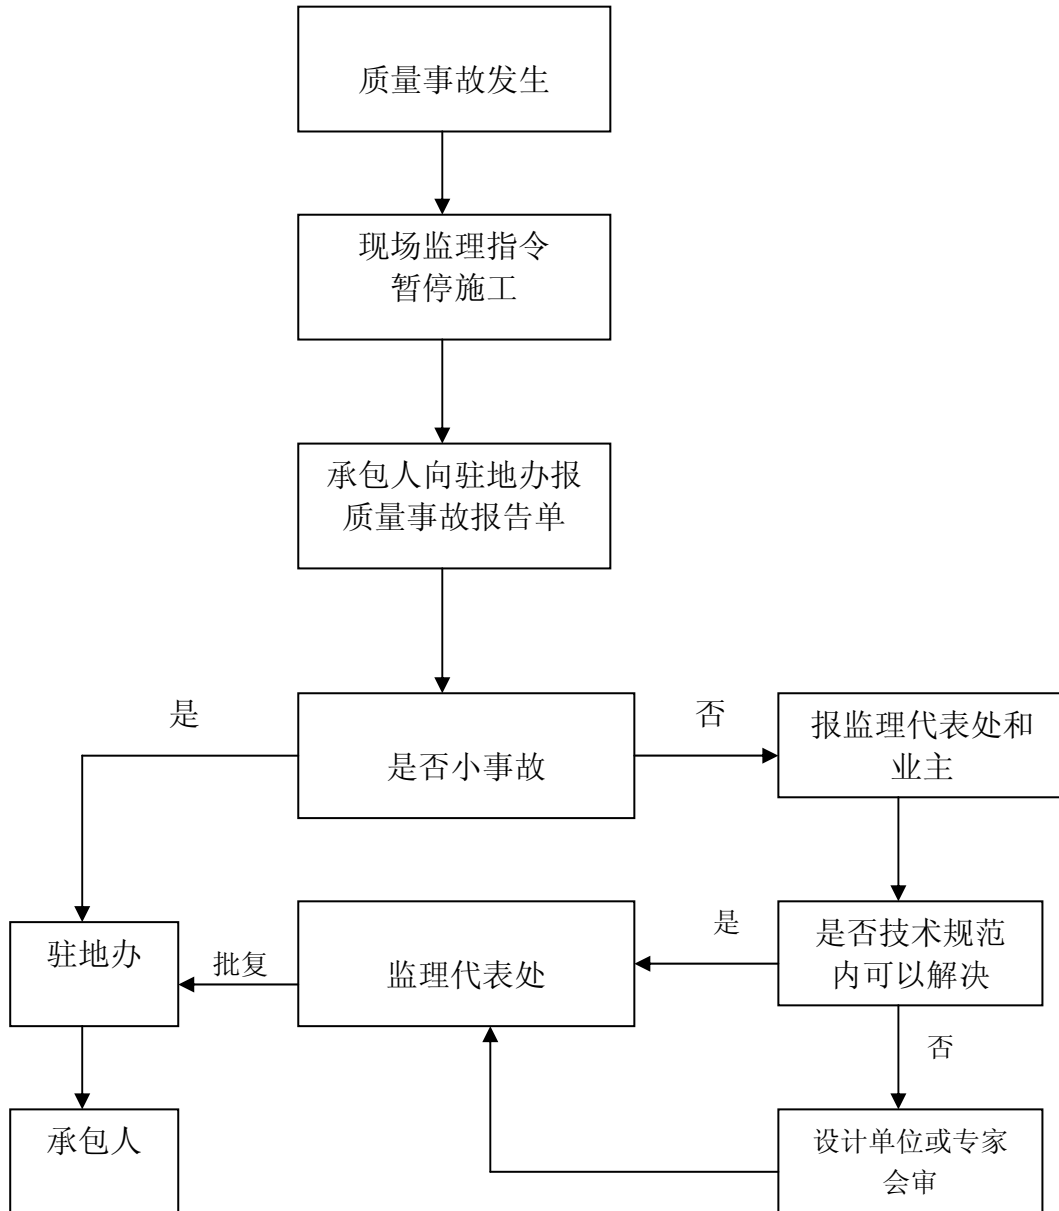 质量事故发生
现场监理指令
暂停施工
承包人向驻地办报
质量事故报告单
是
是否小事故
否
报监理代表处和
业主
驻地办
批复
监理代表处
是
是否技术规范
内可以解决
否
承包人
设计单位或专家
会审